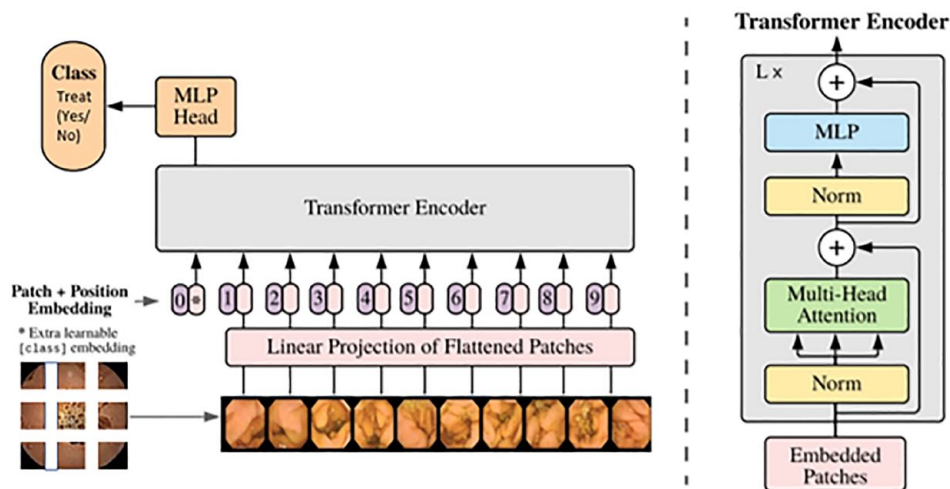 Class
Treat
(Yes/
No)
MLP
Head
Transformer Encoder
Patch + Position
Embedding
0 * 1 2 3 4 5 6 7 8 9
* Extra learnable
[class] embedding
Linear Projection of Flattened Patches
Transformer Encoder
L ×
+
MLP
Norm
+
Multi-Head
Attention
Norm
Embedded
Patches